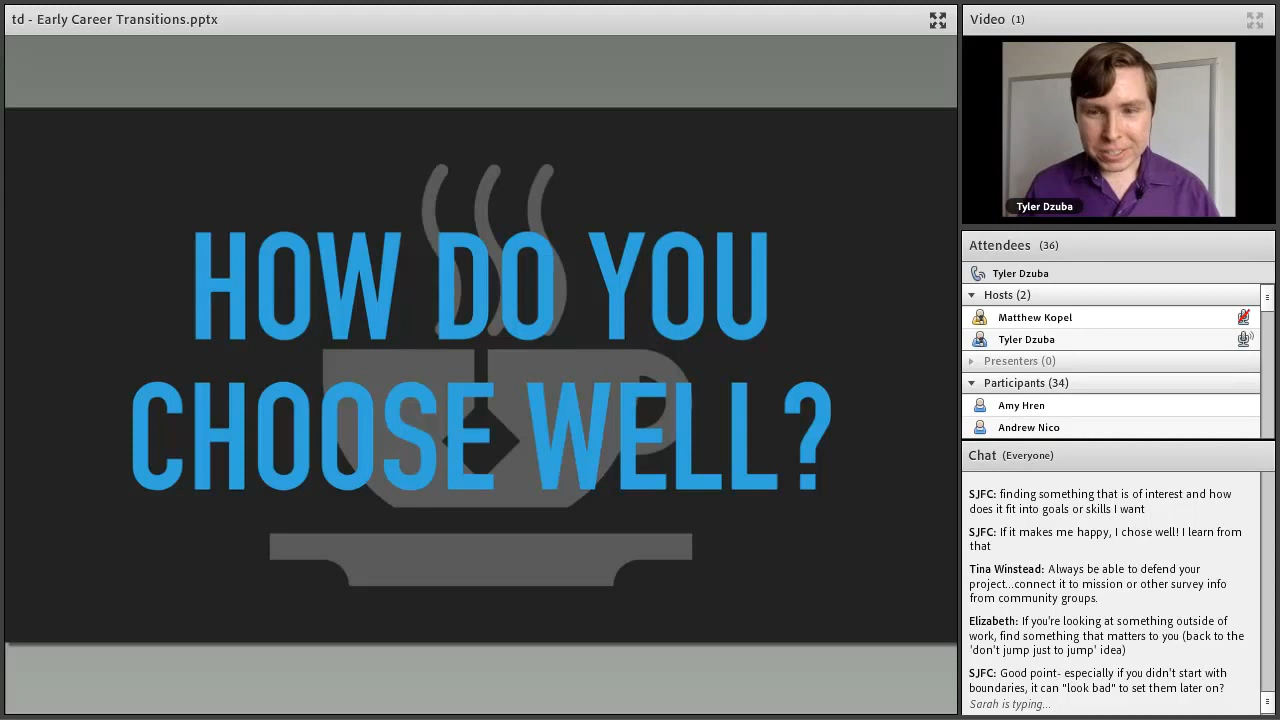 td - Early Career Transitions.pptx
HOW DO YOU
CHOOSE WELL?
Video (1)
Tyler Dzuba
Attendees (36)
Tyler Dzuba
Hosts (2)
Matthew Kopel
Tyler Dzuba
Presenters (0)
Participants (34)
Amy Hren
Andrew Nico
Chat (Everyone)
SJFC: finding something that is of interest and how
does it fit into goals or skills I want
SJFC: If it makes me happy, I chose well! I learn from
that
Tina Winstead: Always be able to defend your
project...connect it to mission or other survey info
from community groups.
Elizabeth: If you're looking at something outside of
work, find something that matters to you (back to the
'don't jump just to jump' idea)
SJFC: Good point- especially if you didn't start with
boundaries, it can "look bad" to set them later on?
Sarah is typing...